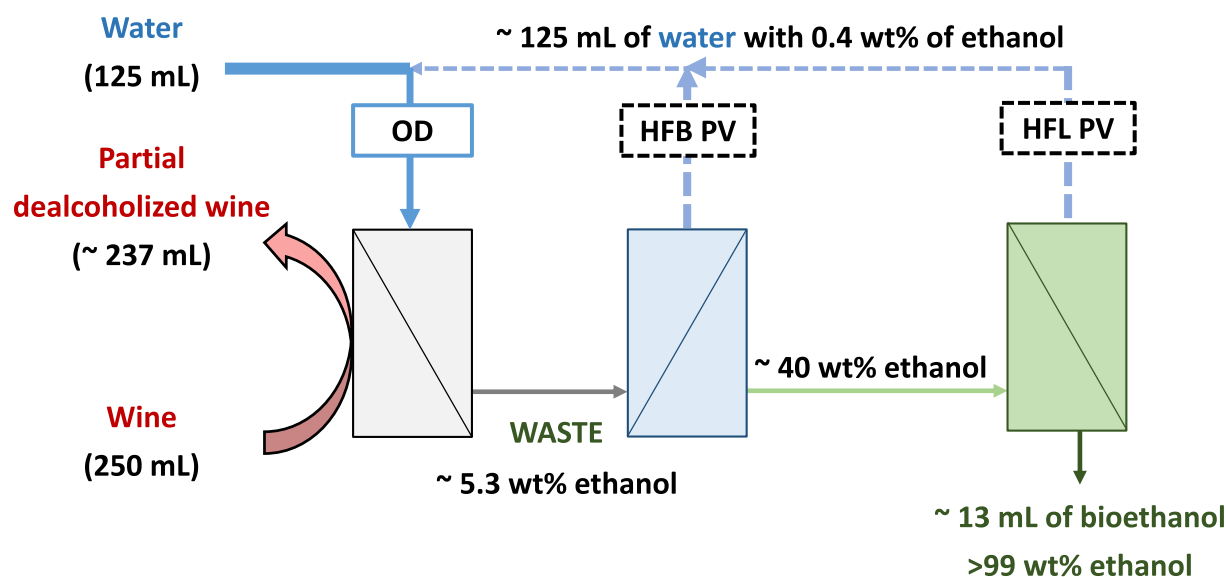 Water
(125 mL)
~ 125 mL of water with 0.4 wt% of ethanol
OD
HFB PV
HFL PV
Partial
dealcoholized wine
(~ 237 mL)
~ 40 wt% ethanol
Wine
(250 mL)
WASTE
~ 5.3 wt% ethanol
~ 13 mL of bioethanol
>99 wt% ethanol